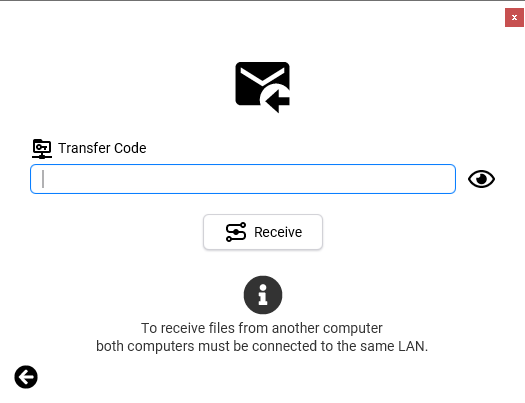 x
Transfer Code
Receive
To receive files from another computer
both computers must be connected to the same LAN.